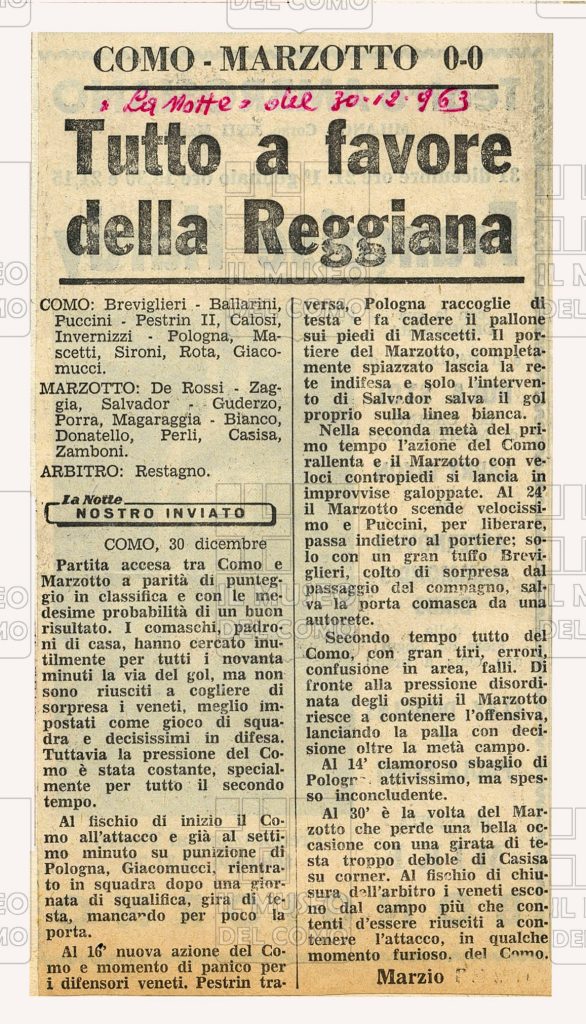 COMO - MARZOTTO 0-0
« La Notte » del 30-12-963
Tutto a favore
della Reggiana
COMO: Breviglieri - Ballarini,
Puccini - Pestrin II, Calosi,
Invernizzi - Pologna, Ma-
scetti, Sironi, Rota, Giaco-
mucci.
MARZOTTO: De Rossi - Zag-
gia, Salvador - Guderzo,
Porra, Magaraggia - Bianco,
Donatello, Perli, Casisa,
Zamboni.
ARBITRO: Restagno.
La Notte
NOSTRO INVIATO
COMO, 30 dicembre
Partita accesa tra Como e
Marzotto a parità di punteg-
gio in classifica e con le me-
desime probabilità di un buon
risultato. I comaschi, padro-
ni di casa, hanno cercato inu-
tilmente per tutti i novanta
minuti la via del gol, ma non
sono riusciti a cogliere di
sorpresa i veneti, meglio im-
postati come gioco di squa-
dra e decisissimi in difesa.
Tuttavia la pressione del Co-
mo è stata costante, special-
mente per tutto il secondo
tempo.
Al fischio di inizio il Co-
mo all'attacco e già al setti-
mo minuto su punizione di
Pologna, Giacomucci, rientra-
to in squadra dopo una gior-
nata di squalifica, gira di te-
sta, mancando per poco la
porta.
Al 16' nuova azione del Co-
mo e momento di panico per
i difensori veneti. Pestrin tra-
versa, Pologna raccoglie di
testa e fa cadere il pallone
sui piedi di Mascetti. Il por-
tiere del Marzotto, completa-
mente spiazzato lascia la re-
te indifesa e solo l'interven-
to di Salvador salva il gol
proprio sulla linea bianca.
Nella seconda metà del pri-
mo tempo l'azione del Como
rallenta e il Marzotto con ve-
loci contropiedi si lancia in
improvvise galoppate. Al 24'
il Marzotto scende velocissi-
mo e Puccini, per liberare,
passa indietro al portiere; so-
lo con un gran tuffo Brevi-
glieri, colto di sorpresa dal
passaggio del compagno, sal-
va la porta comasca da una
autorete.
Secondo tempo tutto del
Como, con gran tiri, errori,
confusione in area, falli. Di
fronte alla pressione disordi-
nata degli ospiti il Marzotto
riesce a contenere l'offensiva,
lanciando la palla con deci-
sione oltre la metà campo.
Al 14' clamoroso sbaglio di
Pologna attivissimo, ma spes-
so inconcludente.
Al 30' è la volta del Mar-
zotto che perde una bella oc-
casione con una girata di te-
sta troppo debole di Casisa
su corner. Al fischio di chiu-
sura dell'arbitro i veneti esco-
no dal campo più che con-
tenti d'essere riusciti a con-
tenere l'attacco, in qualche
momento furioso, del Como.
Marzio
IL MUSEO
DEL COMO